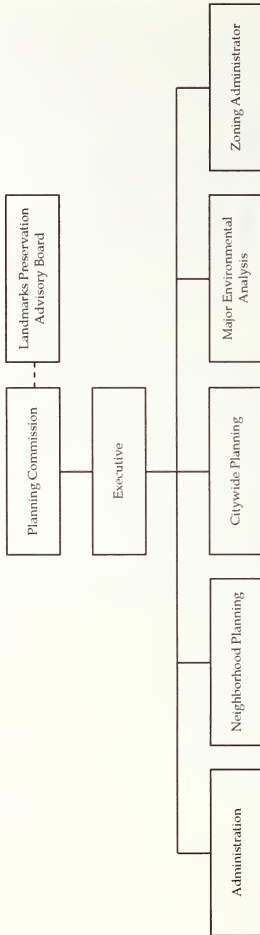 Planning Commission
Landmarks Preservation
Advisory Board
Executive
Administration
Neighborhood Planning
Citywide Planning
Major Environmental
Analysis
Zoning Administrator